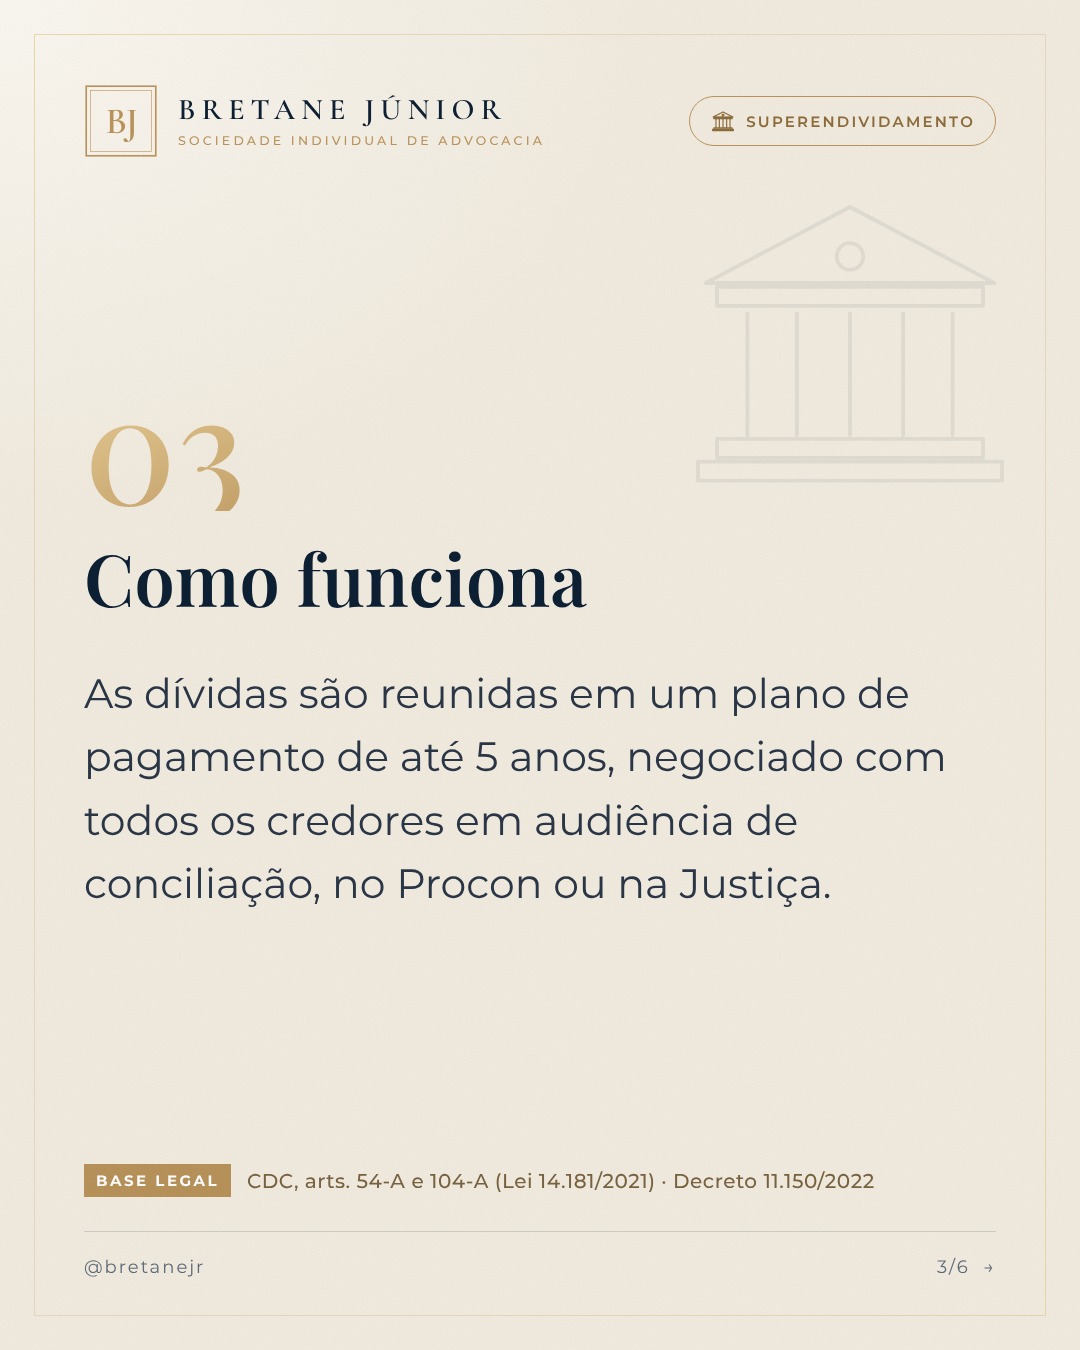 BJ
BRETANE JÚNIOR
SOCIEDADE INDIVIDUAL DE ADVOCACIA
SUPERENDIVIDAMENTO
03
Como funciona
As dívidas são reunidas em um plano de
pagamento de até 5 anos, negociado com
todos os credores em audiência de
conciliação, no Procon ou na Justiça.
BASE LEGAL CDC, arts. 54-A e 104-A (Lei 14.181/2021) · Decreto 11.150/2022
@bretanejr
3/6 →